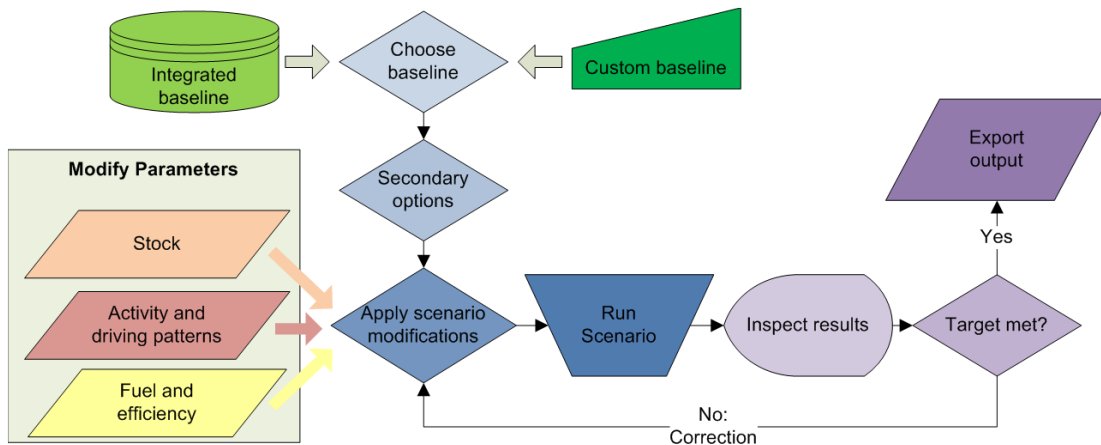 Integrated
baseline
Choose
baseline
Custom baseline
Secondary
options
Modify Parameters
Stock
Activity and
driving patterns
Fuel and
efficiency
Apply scenario
modifications
Run
Scenario
Inspect results
Target met?
Yes
Export
output
No:
Correction